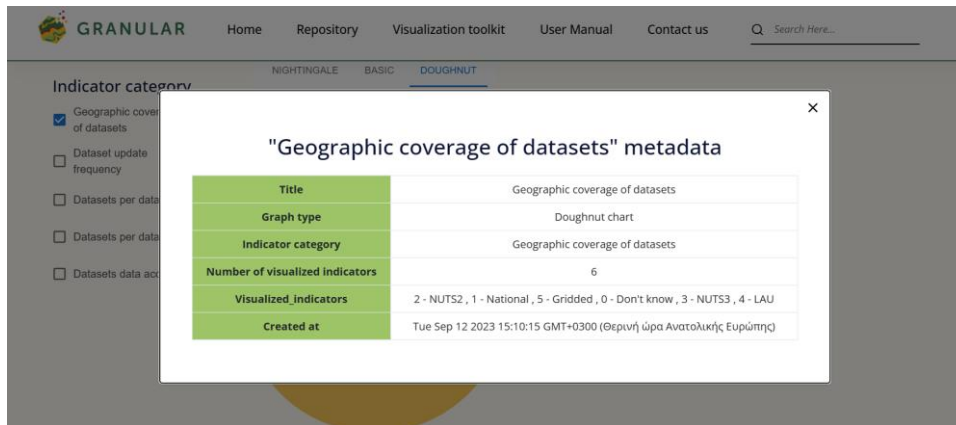 GRANULAR Home Repository Visualization toolkit User Manual Contact us Search Here...
NIGHTINGALE BASIC DOUGHNUT
Indicator category
Geographic cover
of datasets
Dataset update
frequency
Datasets per data
Datasets per data
Datasets data acc
×
"Geographic coverage of datasets" metadata
Title Geographic coverage of datasets
Graph type Doughnut chart
Indicator category Geographic coverage of datasets
Number of visualized indicators 6
Visualized_indicators 2 - NUTS2 , 1 - National , 5 - Gridded , 0 - Don't know , 3 - NUTS3 , 4 - LAU
Created at Tue Sep 12 2023 15:10:15 GMT+0300 (Θερινή ώρα Ανατολικής Ευρώπης)